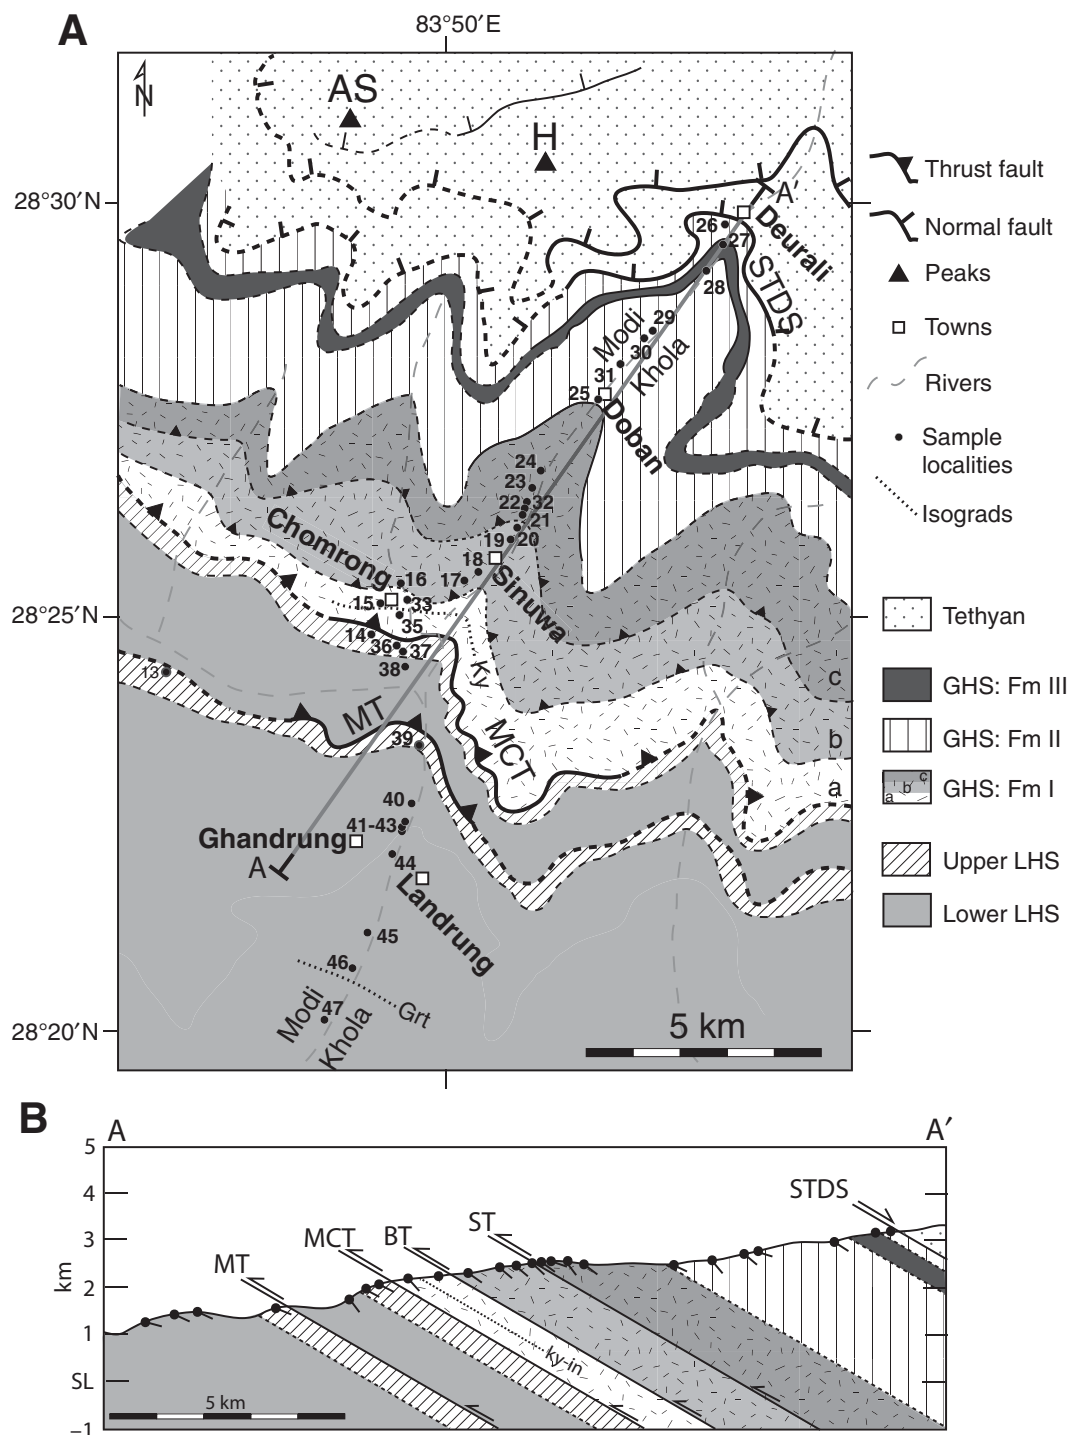 A
83°50′E
N
AS
H
28°30′N
A′
26
27
Deurali
STDS
28
29
30
Modi
Khola
31
25
Doban
24
23
22
32
21
19
20
Chomrong
18
17
16
Sinuwa
15
33
28°25′N
35
14
36
37
38
Ky
13
MT
MCT
39
c
b
a
40
41-43
Ghandrung
A
44
Landrung
45
46
Grt
47
Modi
Khola
28°20′N
5 km
Thrust fault
Normal fault
Peaks
Towns
Rivers
Sample
localities
Isograds
Tethyan
GHS: Fm III
GHS: Fm II
a b c
GHS: Fm I
Upper LHS
Lower LHS
B
A
A′
5
4
3
2
1
SL
–1
km
MT
MCT
BT
ST
STDS
ky-in
5 km